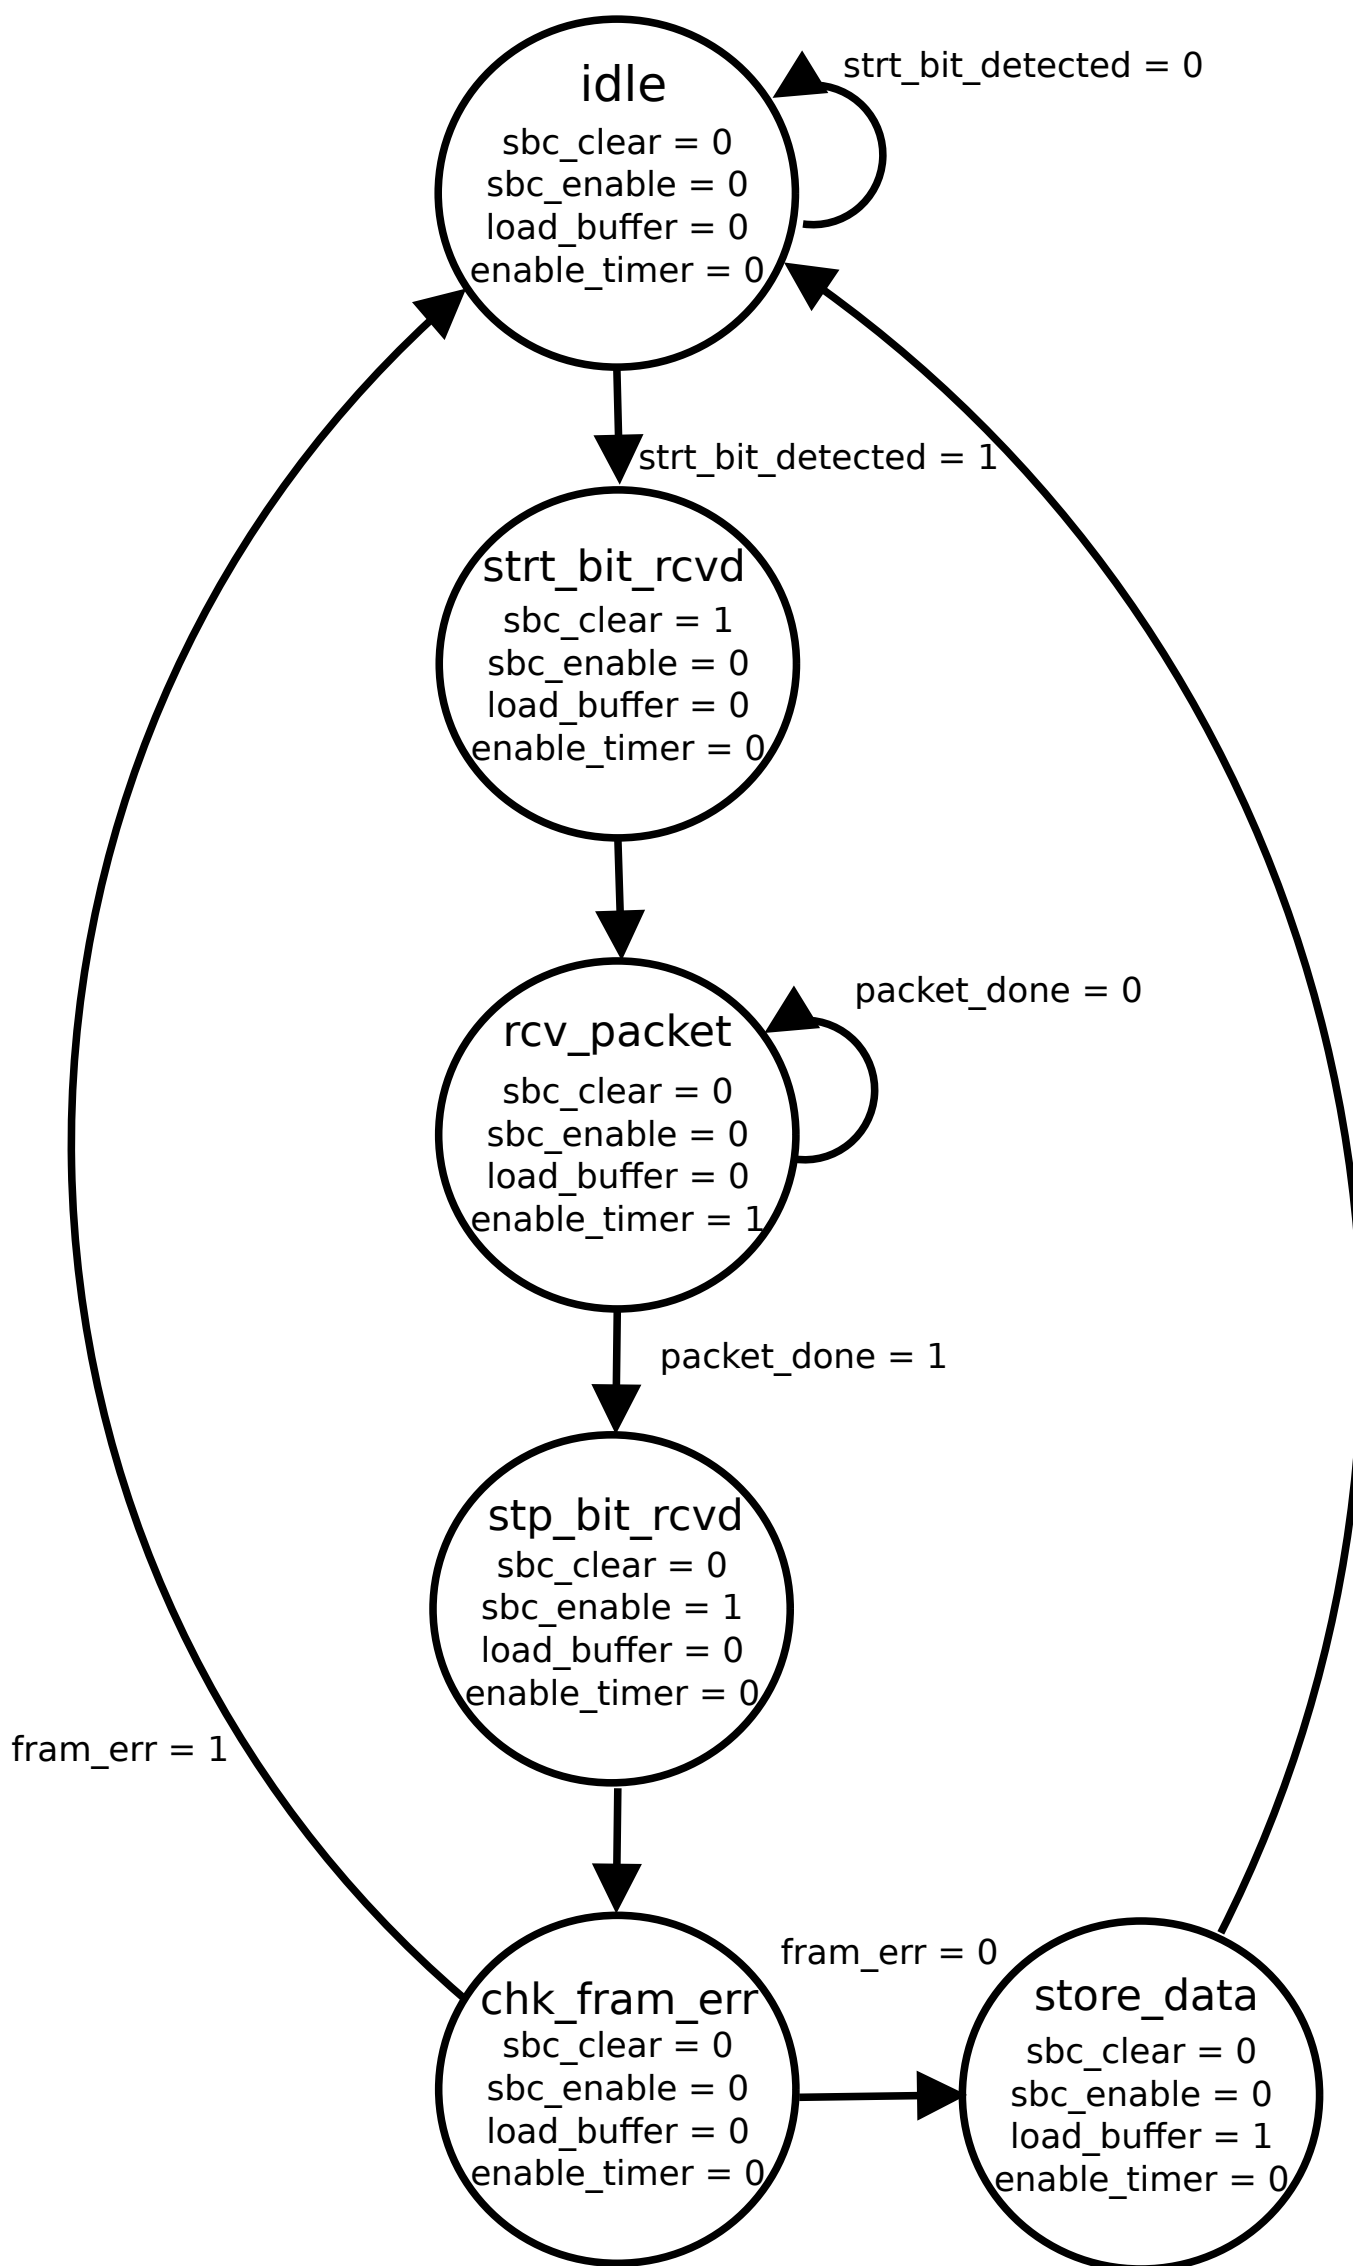 idle
sbc_clear = 0
sbc_enable = 0
load_buffer = 0
enable_timer = 0
strt_bit_detected = 0
strt_bit_detected = 1
strt_bit_rcvd
sbc_clear = 1
sbc_enable = 0
load_buffer = 0
enable_timer = 0
rcv_packet
sbc_clear = 0
sbc_enable = 0
load_buffer = 0
enable_timer = 1
packet_done = 0
packet_done = 1
stp_bit_rcvd
sbc_clear = 0
sbc_enable = 1
load_buffer = 0
enable_timer = 0
fram_err = 1
fram_err = 0
chk_fram_err
sbc_clear = 0
sbc_enable = 0
load_buffer = 0
enable_timer = 0
store_data
sbc_clear = 0
sbc_enable = 0
load_buffer = 1
enable_timer = 0